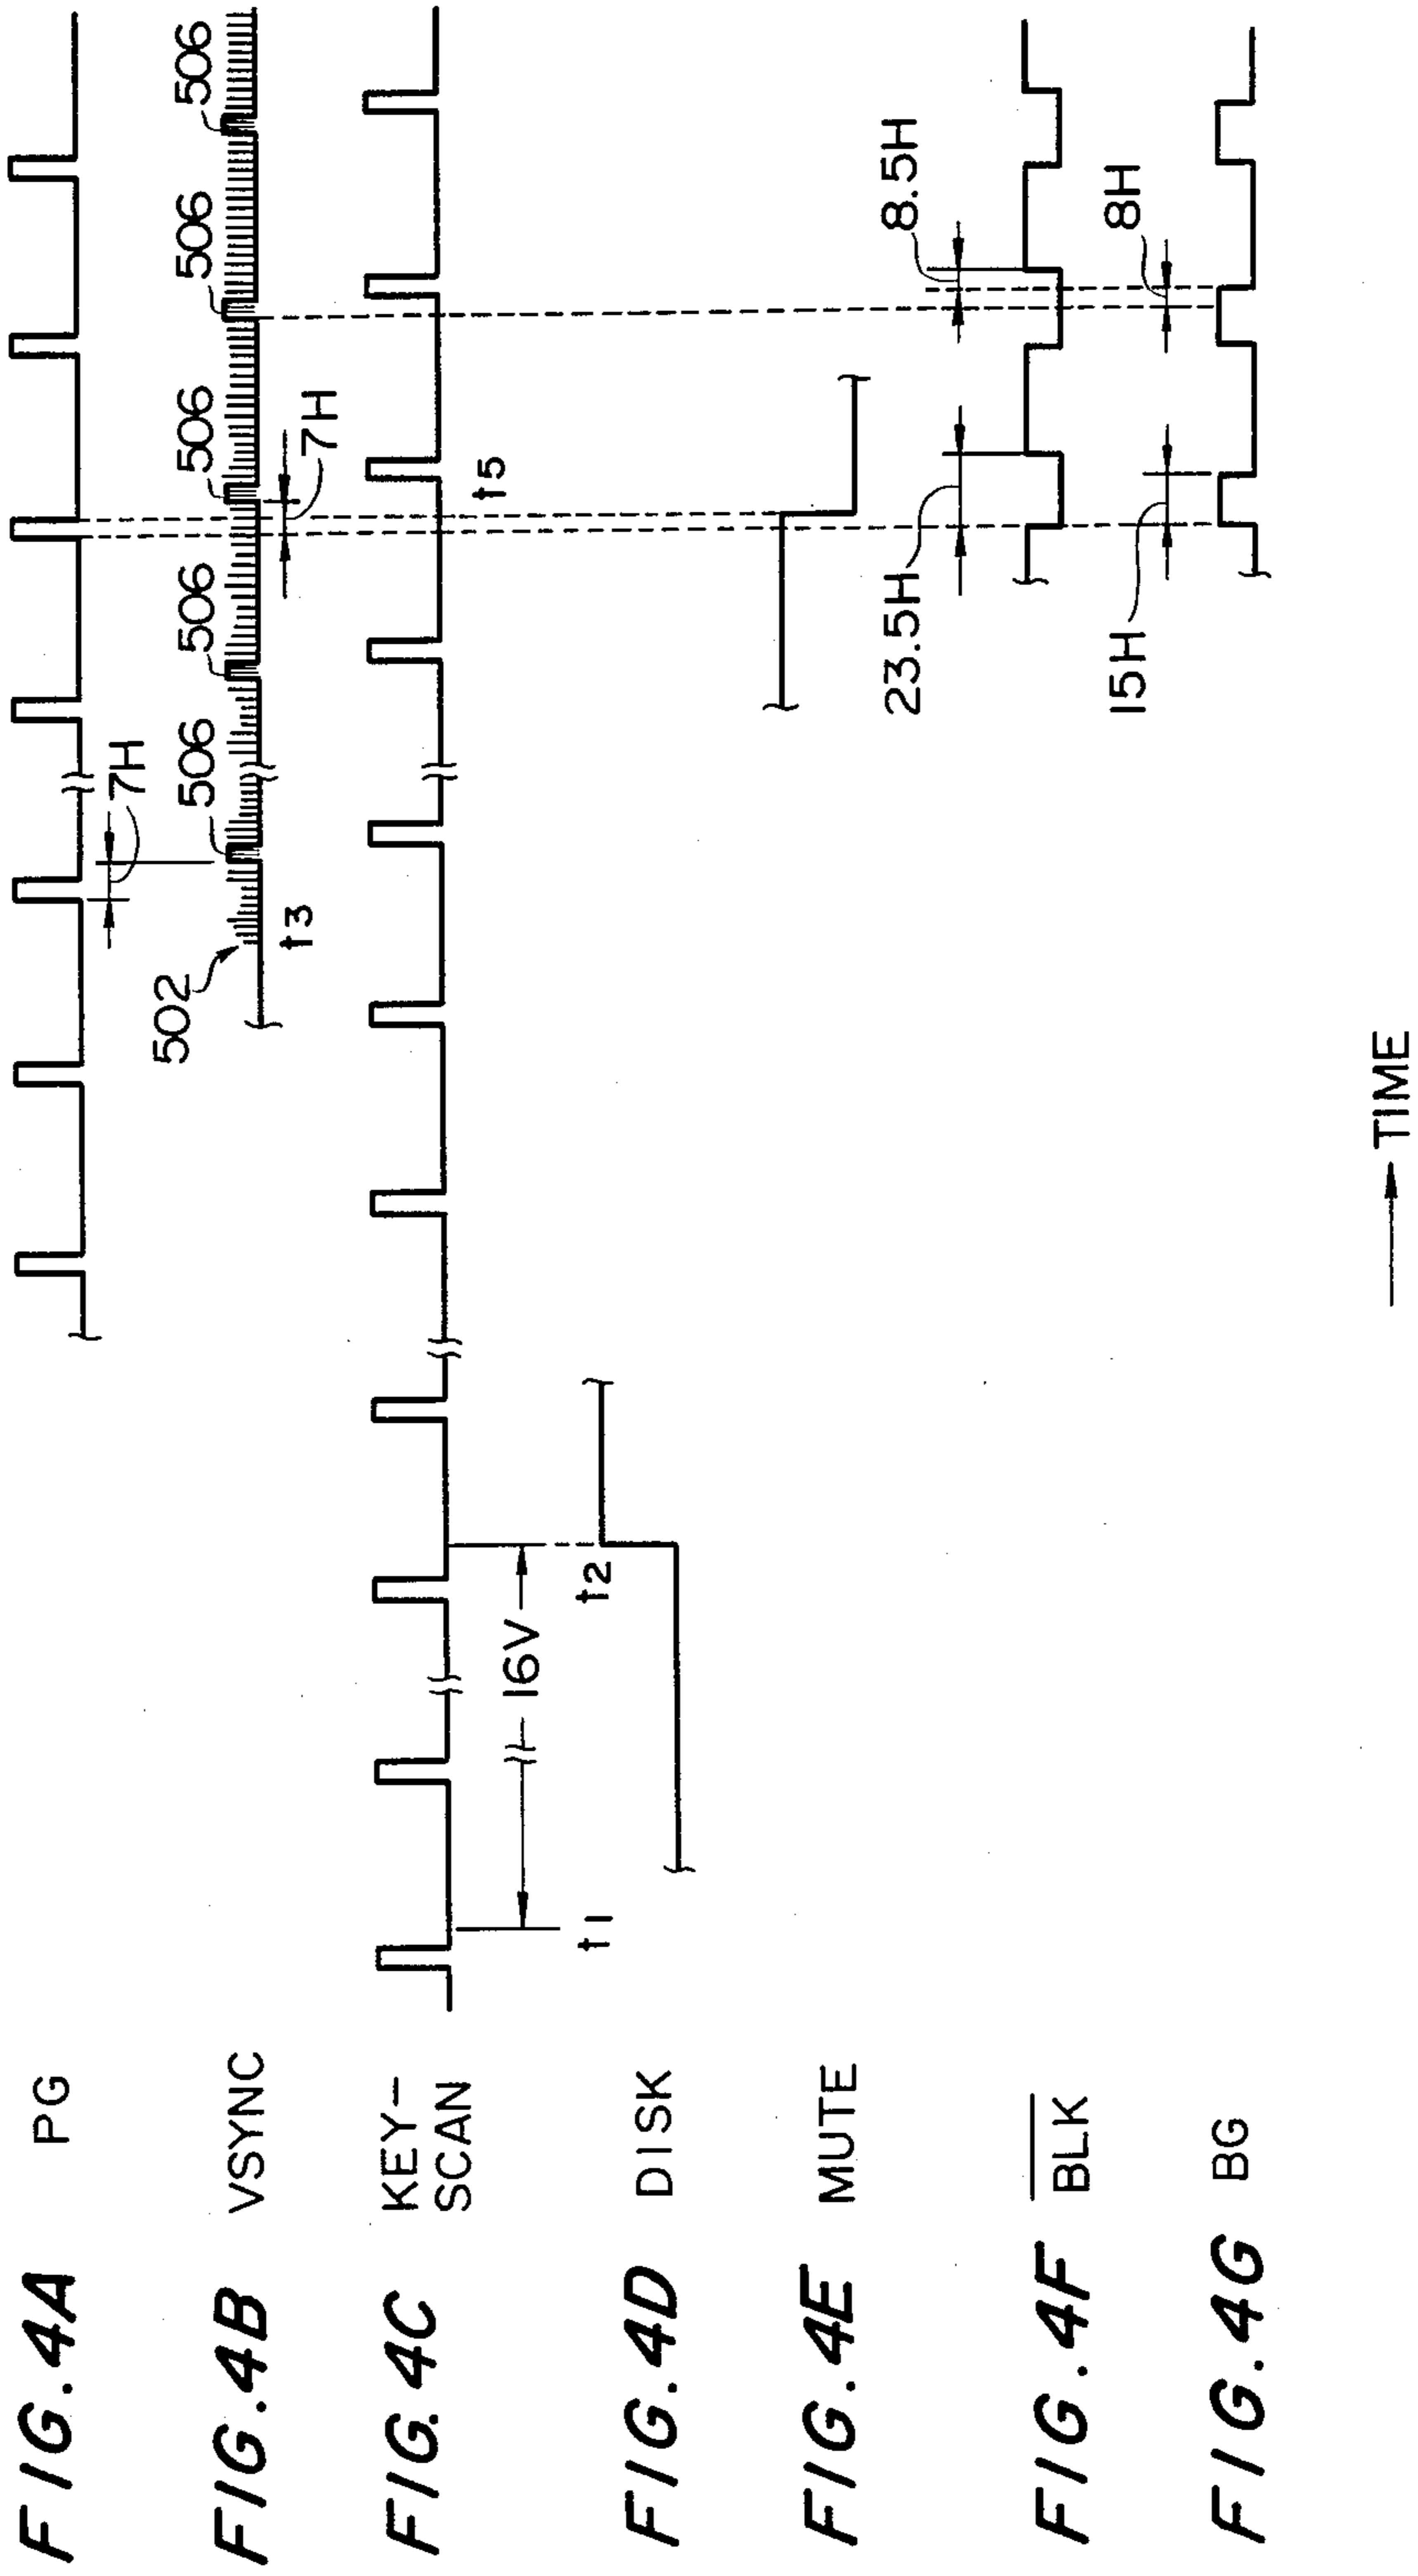 FIG. 4A PG
7H
FIG. 4B VSYNC
502
506
506
506
506
506
t3
7H
FIG. 4C KEY-
SCAN
t1
16V
t2
t5
FIG. 4D DISK
FIG. 4E MUTE
FIG. 4F BLK
23.5H
8.5H
FIG. 4G BG
15H
8H
TIME